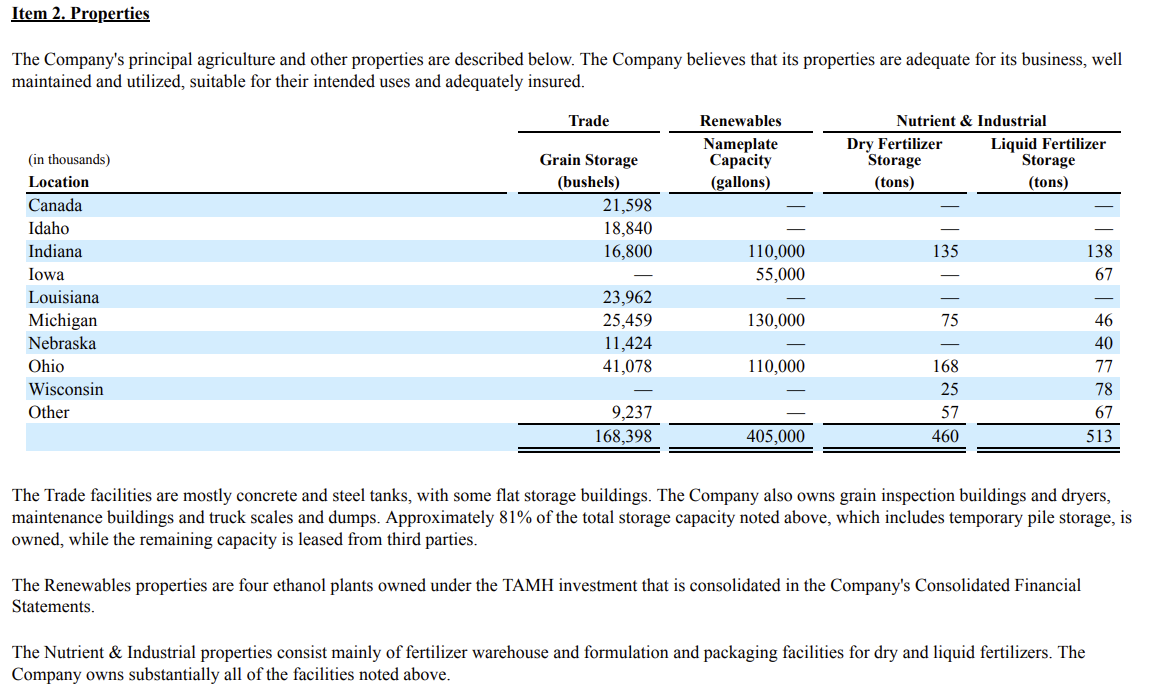 Item 2. Properties
The Company's principal agriculture and other properties are described below. The Company believes that its properties are adequate for its business, well
maintained and utilized, suitable for their intended uses and adequately insured.
Trade Renewables Nutrient & Industrial
(in thousands) Grain Storage Nameplate Capacity Dry Fertilizer Storage Liquid Fertilizer Storage
Location (bushels) (gallons) (tons) (tons)
Canada 21,598 — — —
Idaho 18,840 — — —
Indiana 16,800 110,000 135 138
Iowa — 55,000 — 67
Louisiana 23,962 — — —
Michigan 25,459 130,000 75 46
Nebraska 11,424 — — 40
Ohio 41,078 110,000 168 77
Wisconsin — — 25 78
Other 9,237 — 57 67
168,398 405,000 460 513
The Trade facilities are mostly concrete and steel tanks, with some flat storage buildings. The Company also owns grain inspection buildings and dryers,
maintenance buildings and truck scales and dumps. Approximately 81% of the total storage capacity noted above, which includes temporary pile storage, is
owned, while the remaining capacity is leased from third parties.
The Renewables properties are four ethanol plants owned under the TAMH investment that is consolidated in the Company's Consolidated Financial
Statements.
The Nutrient & Industrial properties consist mainly of fertilizer warehouse and formulation and packaging facilities for dry and liquid fertilizers. The
Company owns substantially all of the facilities noted above.